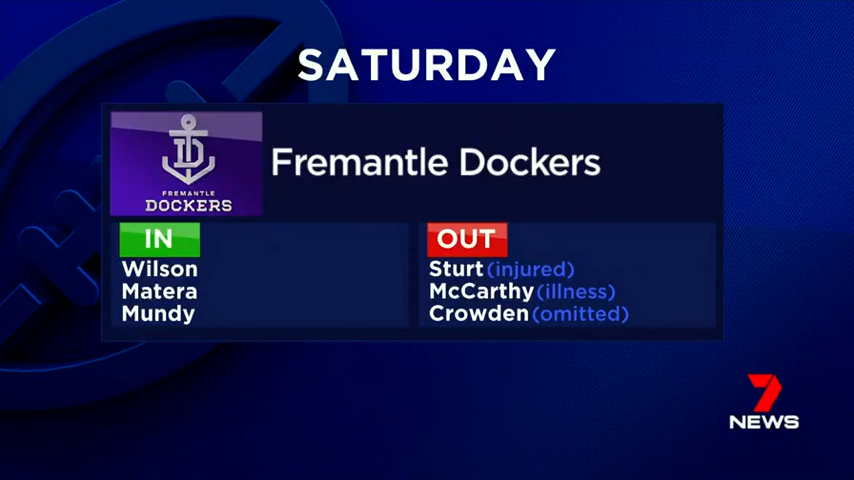 SATURDAY
FREMANTLE
DOCKERS
Fremantle Dockers
IN
Wilson
Matera
Mundy
OUT
Sturt (injured)
McCarthy (illness)
Crowden (omitted)
7
NEWS